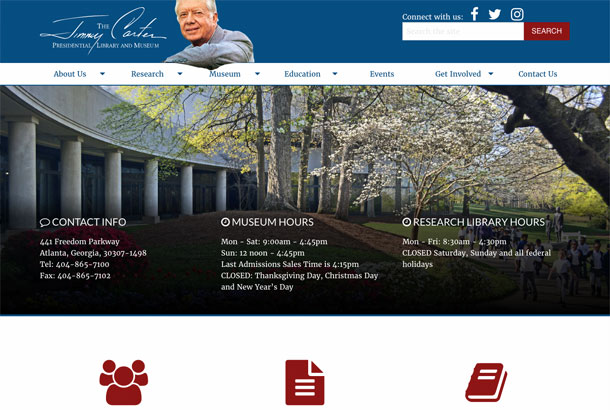 THE
Jimmy Carter
PRESIDENTIAL LIBRARY AND MUSEUM
Connect with us:
Search the site
SEARCH
About Us
Research
Museum
Education
Events
Get Involved
Contact Us
CONTACT INFO
441 Freedom Parkway
Atlanta, Georgia, 30307-1498
Tel: 404-865-7100
Fax: 404-865-7102
MUSEUM HOURS
Mon - Sat: 9:00am - 4:45pm
Sun: 12 noon - 4:45pm
Last Admissions Sales Time is 4:15pm
CLOSED: Thanksgiving Day, Christmas Day
and New Year's Day
RESEARCH LIBRARY HOURS
Mon - Fri: 8:30am - 4:30pm
CLOSED Saturday, Sunday and all federal
holidays